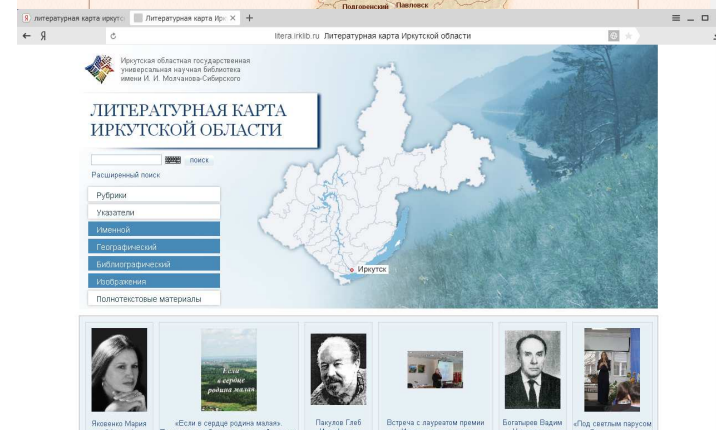 Подгоренский Павловск
литературная карта иркутс
Литературная карта Ирк
litera.irklib.ru Литературная карта Иркутской области
Иркутская областная государственная
универсальная научная библиотека
имени И. И. Молчанова-Сибирского
ЛИТЕРАТУРНАЯ КАРТА
ИРКУТСКОЙ ОБЛАСТИ
поиск
Расширенный поиск
Рубрики
Указатели
Именной
Географический
Библиографический
Изображения
Полнотекстовые материалы
Иркутск
Если
в сердце
родина малая
Яковенко Мария
«Если в сердце родина малая»
Пакулов Глеб
Встреча с лауреатом премии
Богатырев Вадим
«Под светлым парусом